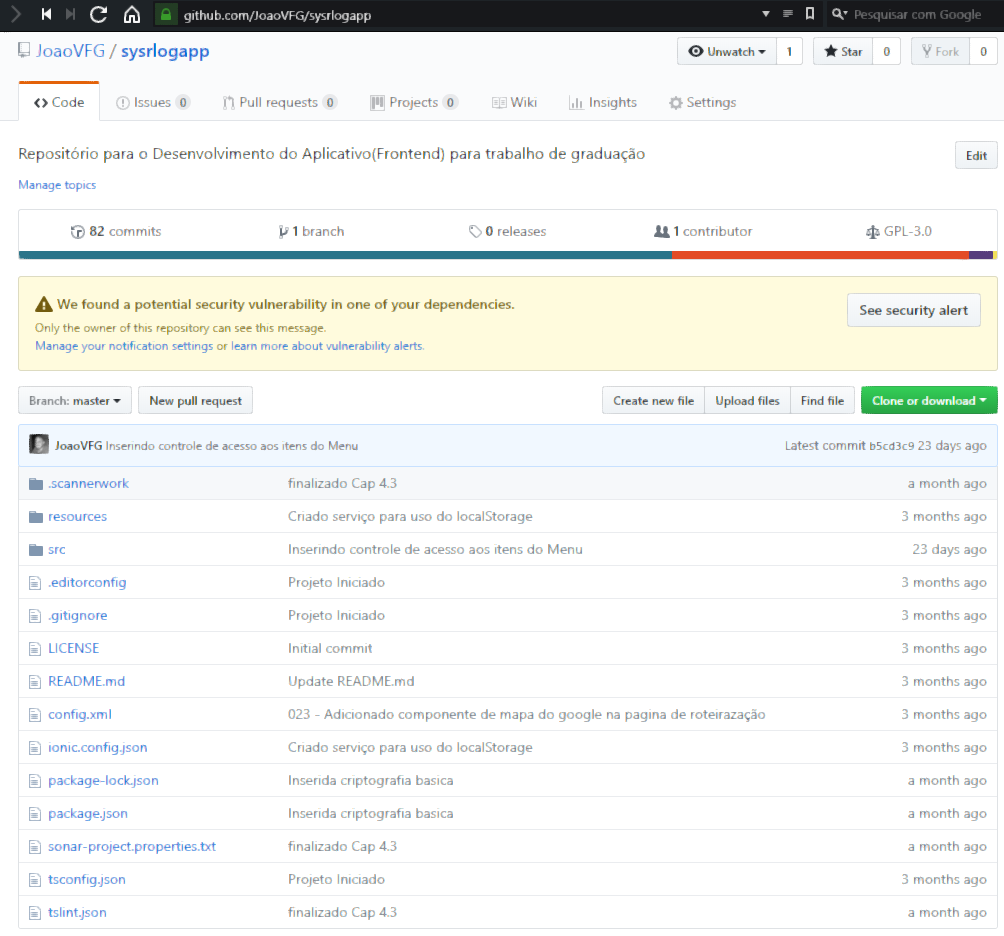 github.com/JoaoVFG/sysrlogapp Pesquisar com Google
JoaoVFG / sysrlogapp Unwatch 1 Star 0 Fork 0
Code Issues 0 Pull requests 0 Projects 0 Wiki Insights Settings
Repositório para o Desenvolvimento do Aplicativo(Frontend) para trabalho de graduação Edit
Manage topics
82 commits 1 branch 0 releases 1 contributor GPL-3.0
We found a potential security vulnerability in one of your dependencies.
Only the owner of this repository can see this message.
Manage your notification settings or learn more about vulnerability alerts.
See security alert
Branch: master New pull request Create new file Upload files Find file Clone or download
JoaoVFG Inserindo controle de acesso aos itens do Menu Latest commit b5cd3c9 23 days ago
.scannerwork finalizado Cap 4.3 a month ago
resources Criado serviço para uso do localStorage 3 months ago
src Inserindo controle de acesso aos itens do Menu 23 days ago
.editorconfig Projeto Iniciado 3 months ago
.gitignore Projeto Iniciado 3 months ago
LICENSE Initial commit 3 months ago
README.md Update README.md 3 months ago
config.xml 023 - Adicionado componente de mapa do google na pagina de roteirazação 3 months ago
ionic.config.json Criado serviço para uso do localStorage 3 months ago
package-lock.json Inserida criptografia basica a month ago
package.json Inserida criptografia basica a month ago
sonar-project.properties.txt finalizado Cap 4.3 a month ago
tsconfig.json Projeto Iniciado 3 months ago
tslint.json finalizado Cap 4.3 a month ago